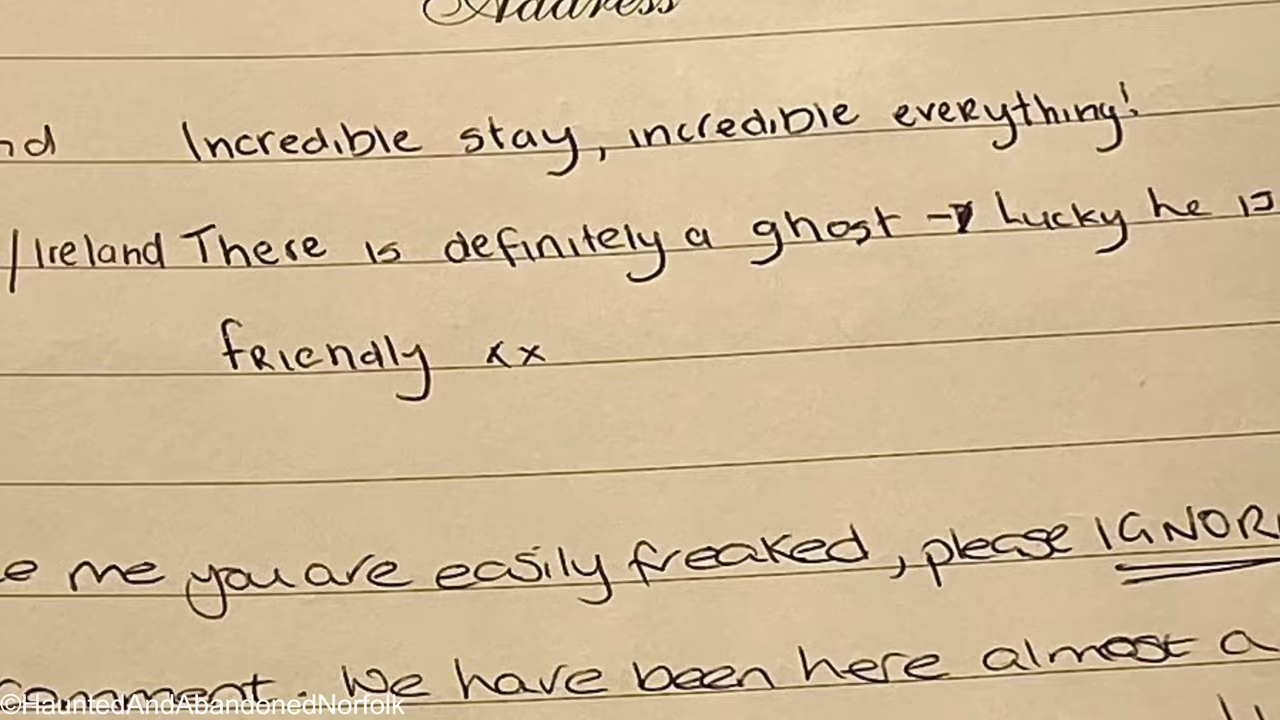 Address
nd Incredible stay, incredible everything!
/Ireland There is definitely a ghost → Lucky he is
friendly xx
e me you are easily freaked, please IGNOR
comment. We have been here almost a
©HauntedAndAbandonedNorfolk